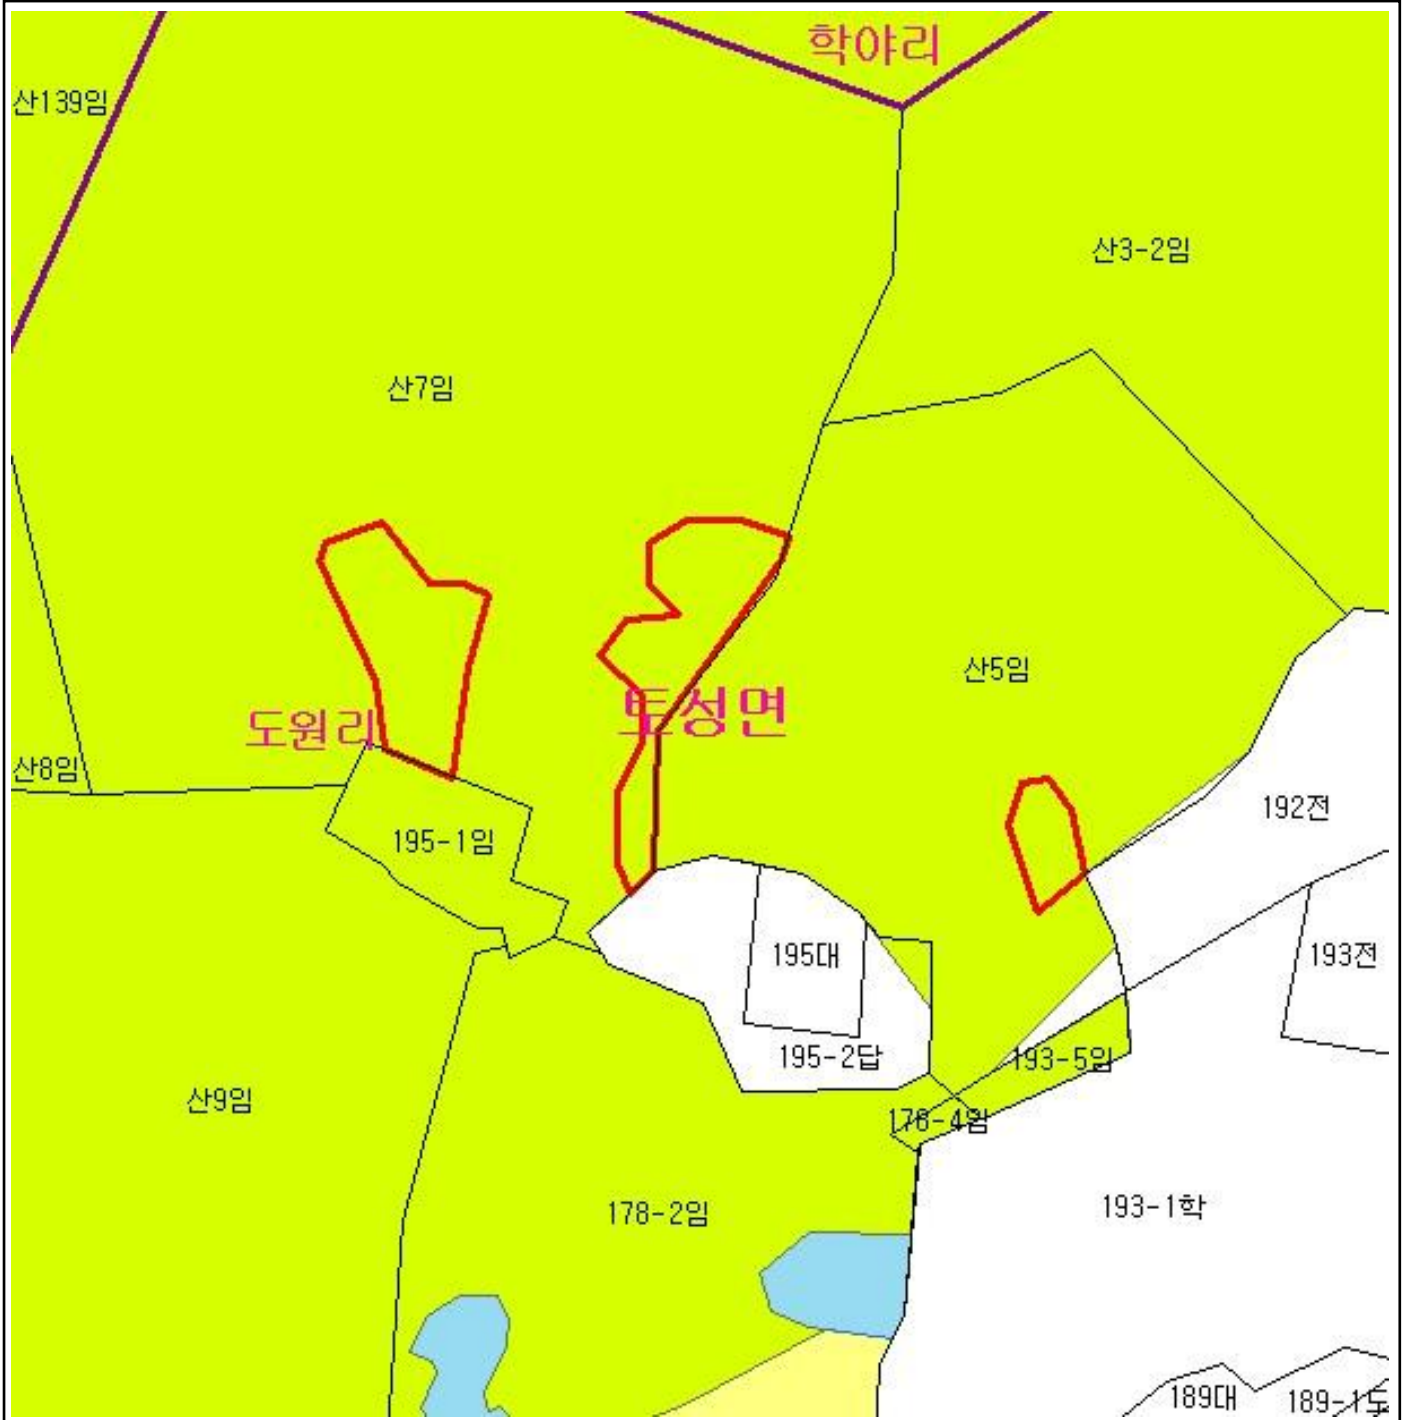 학야리
산139임
산3-2임
산7임
산5임
토성면
도원리
산8임
192전
195-1임
195대
193전
195-2답
193-5임
산9임
178-4임
193-1학
178-2임
189대
189-1도